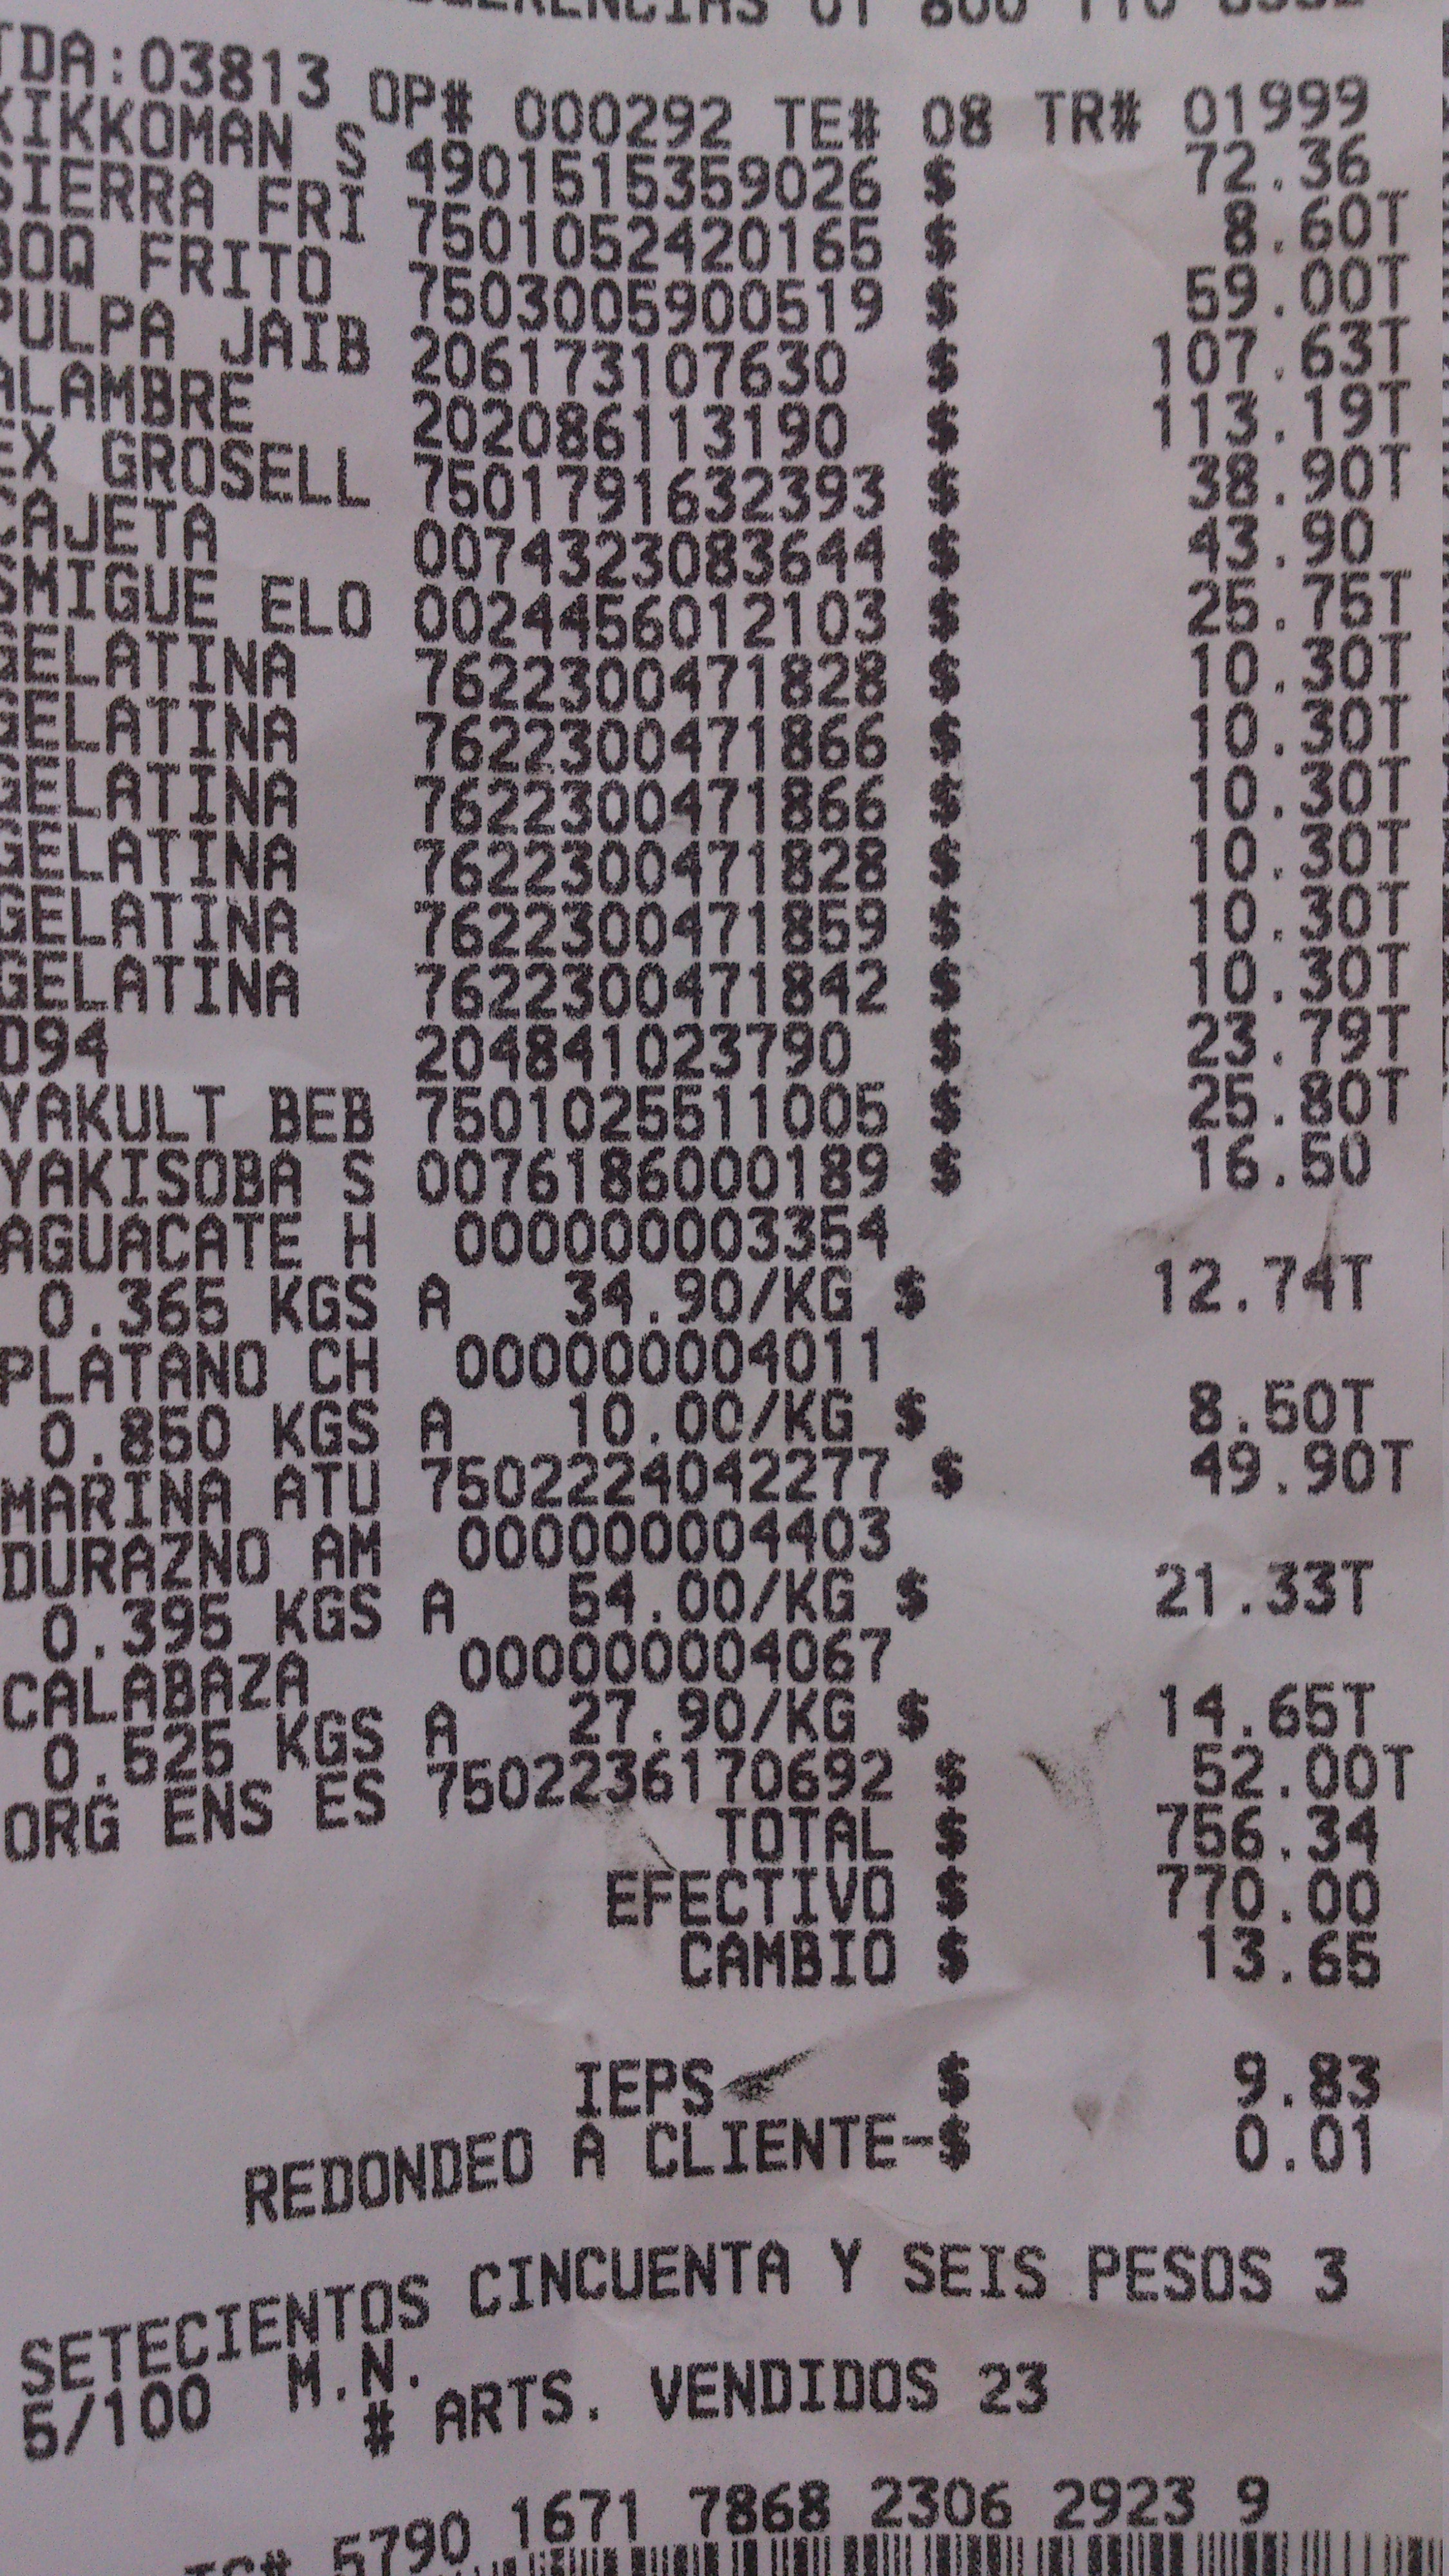 TDA:03813 OP# 000292 TE# 08 TR# 01999
KIKKOMAN S 4901515359026 $ 72.36
SIERRA FRI 7501052420165 $ 8.60T
BOQ FRITO 7503005900519 $ 59.00T
PULPA JAIB 206173107630 $ 107.63T
ALAMBRE 202086113190 $ 113.19T
EX GROSELL 7501791632393 $ 38.90T
CAJETA 0074323083644 $ 43.90
SMIGUE ELO 0024456012103 $ 25.75T
GELATINA 7622300471828 $ 10.30T
GELATINA 7622300471866 $ 10.30T
GELATINA 7622300471866 $ 10.30T
GELATINA 7622300471828 $ 10.30T
GELATINA 7622300471859 $ 10.30T
GELATINA 7622300471842 $ 10.30T
D94 204841023790 $ 23.79T
YAKULT BEB 7501025511005 $ 25.80T
YAKISOBA S 0076186000189 $ 16.50
AGUACATE H 000000003354
0.365 KGS A 34.90/KG $ 12.74T
PLATANO CH 000000004011
0.850 KGS A 10.00/KG $ 8.50T
MARINA ATU 7502224042277 $ 49.90T
DURAZNO AM 000000004403
0.395 KGS A 54.00/KG $ 21.33T
CALABAZA 000000004067
0.525 KGS A 27.90/KG $ 14.65T
ORG ENS ES 7502236170692 $ 52.00T
TOTAL $ 756.34
EFECTIVO $ 770.00
CAMBIO $ 13.65
IEPS $ 9.83
REDONDEO A CLIENTE-$ 0.01
SETECIENTOS CINCUENTA Y SEIS PESOS 3
5/100 M.N.
# ARTS. VENDIDOS 23
TC# 5790 1671 7868 2306 2923 9